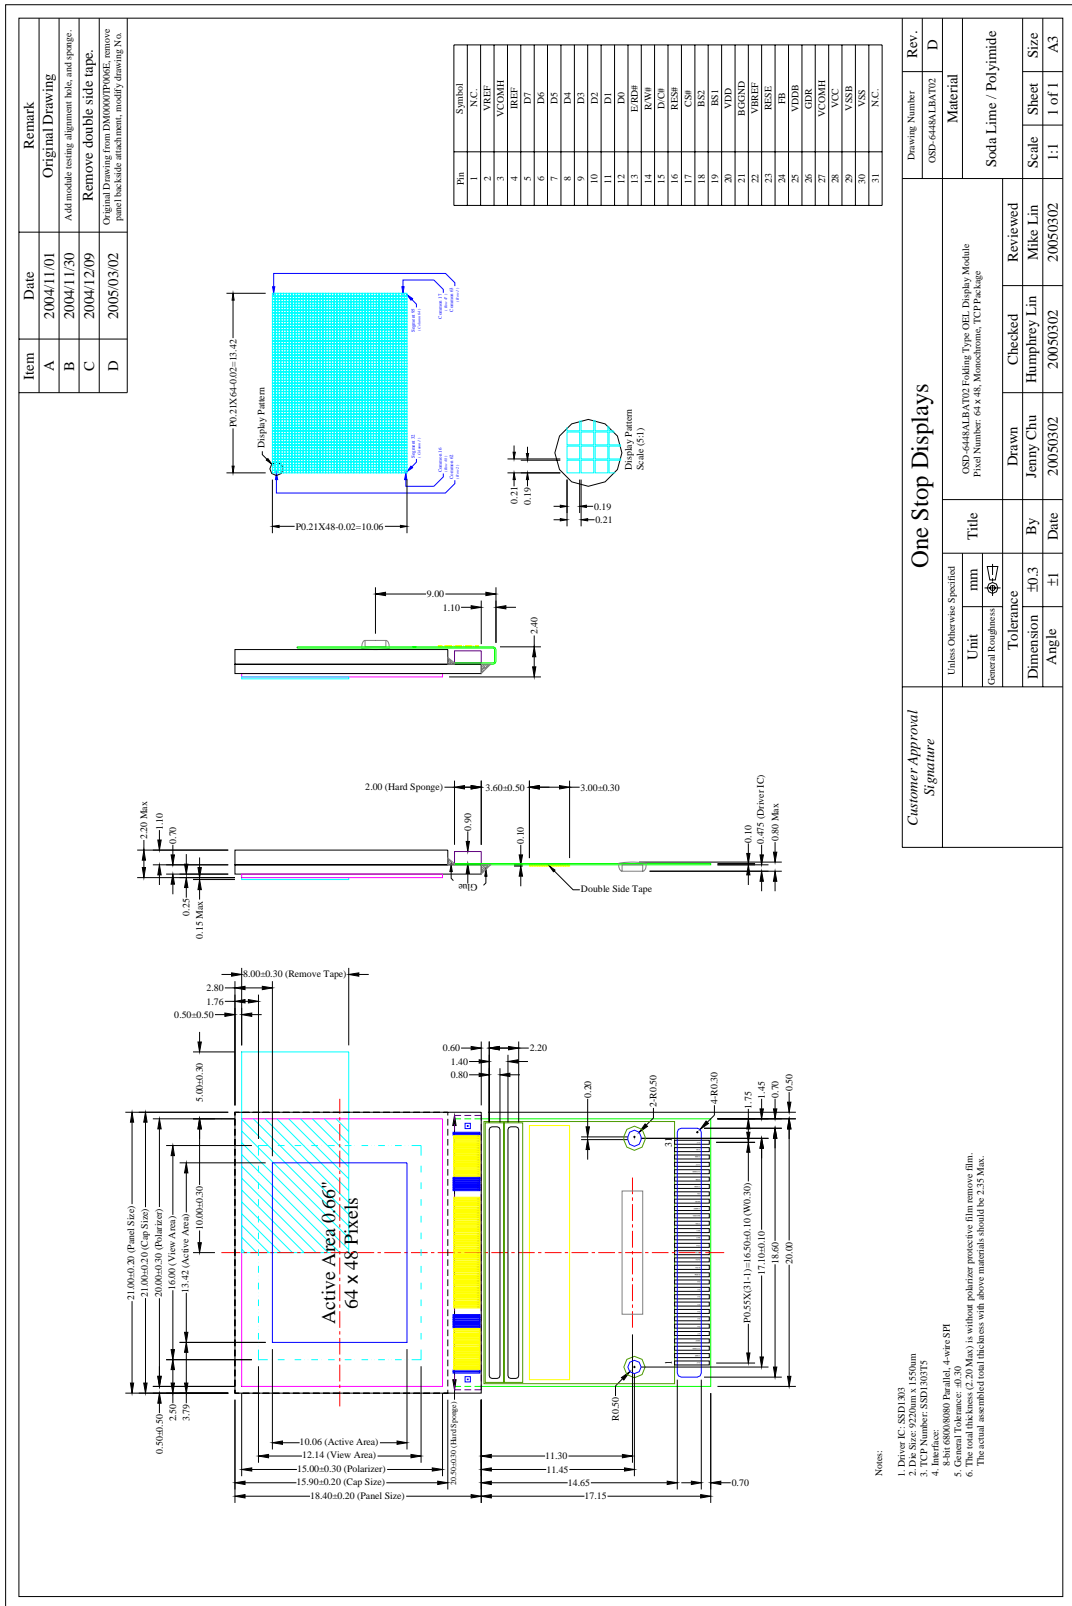 Item Date Remark
A 2004/11/01 Original Drawing
B 2004/11/30 Add module testing alignment hole, and sponge.
C 2004/12/09 Remove double side tape.
D 2005/03/02 Original Drawing from DM0000TP006E, remove
panel backside attachment, modify drawing No.
21.00±0.20 (Panel Size)
21.00±0.20 (Cap Size)
20.00±0.30 (Polarizer)
16.00 (View Area)
13.42 (Active Area)
10.00±0.30
5.00±0.30
0.50±0.50
2.50
3.79
0.50±0.50
1.76
2.80
8.00±0.30 (Remove Tape)
Active Area 0.66"
64 x 48 Pixels
10.06 (Active Area)
12.14 (View Area)
15.00±0.30 (Polarizer)
15.90±0.20 (Cap Size)
18.40±0.20 (Panel Size)
20.50±0.30 (Hard Sponge)
0.60
1.40
0.80
2.20
0.20
2-R0.50
4-R0.30
R0.50
1.75
1.45
0.70
0.50
31
1
P0.55X(31-1)=16.50±0.10 (W0.30)
17.10±0.10
18.60
20.00
11.30
11.45
14.65
17.15
0.70
2.20 Max
1.10
0.70
0.25
0.15 Max
2.00 (Hard Sponge)
3.60±0.50
3.00±0.30
0.90
0.10
Glue
Double Side Tape
0.10
0.475 (Driver IC)
0.80 Max
9.00
1.10
2.40
P0.21X64-0.02=13.42
P0.21X48-0.02=10.06
Display Pattern
0.21
0.19
0.19
0.21
Display Pattern
Scale (5:1)
Pin Symbol
1 N.C.
2 VREF
3 VCOMH
4 IREF
5 D7
6 D6
7 D5
8 D4
9 D3
10 D2
11 D1
12 D0
13 E/RD#
14 R/W#
15 D/C#
16 RES#
17 CS#
18 BS2
19 BS1
20 VDD
21 BGGND
22 VBREF
23 RESE
24 FB
25 VDDB
26 GDR
27 VCOMH
28 VCC
29 VSSB
30 VSS
31 N.C.
Notes:
1. Driver IC: SSD1303
2. Die Size: 9220um x 1550um
3. TCP Number: SSD1303T5
4. Interface:
8-bit 6800/8080 Parallel, 4-wire SPI
5. General Tolerance: ±0.30
6. The total thickness (2.20 Max) is without polarizer protective film remove film.
The actual assembled total thickness with above materials should be 2.35 Max.
Customer Approval
Signature
One Stop Displays
Drawing Number Rev.
OSD-6448ALBAT02 D
Unless Otherwise Specified
Unit mm
General Roughness
Tolerance
Dimension ±0.3
Angle ±1
Title
OSD-6448ALBAT02 Folding Type OEL Display Module
Pixel Number: 64 x 48, Monochrome, TCP Package
Material
Soda Lime / Polyimide
Drawn Checked Reviewed
By Jenny Chu Humphrey Lin Mike Lin
Date 20050302 20050302 20050302
Scale Sheet Size
1:1 1 of 1 A3